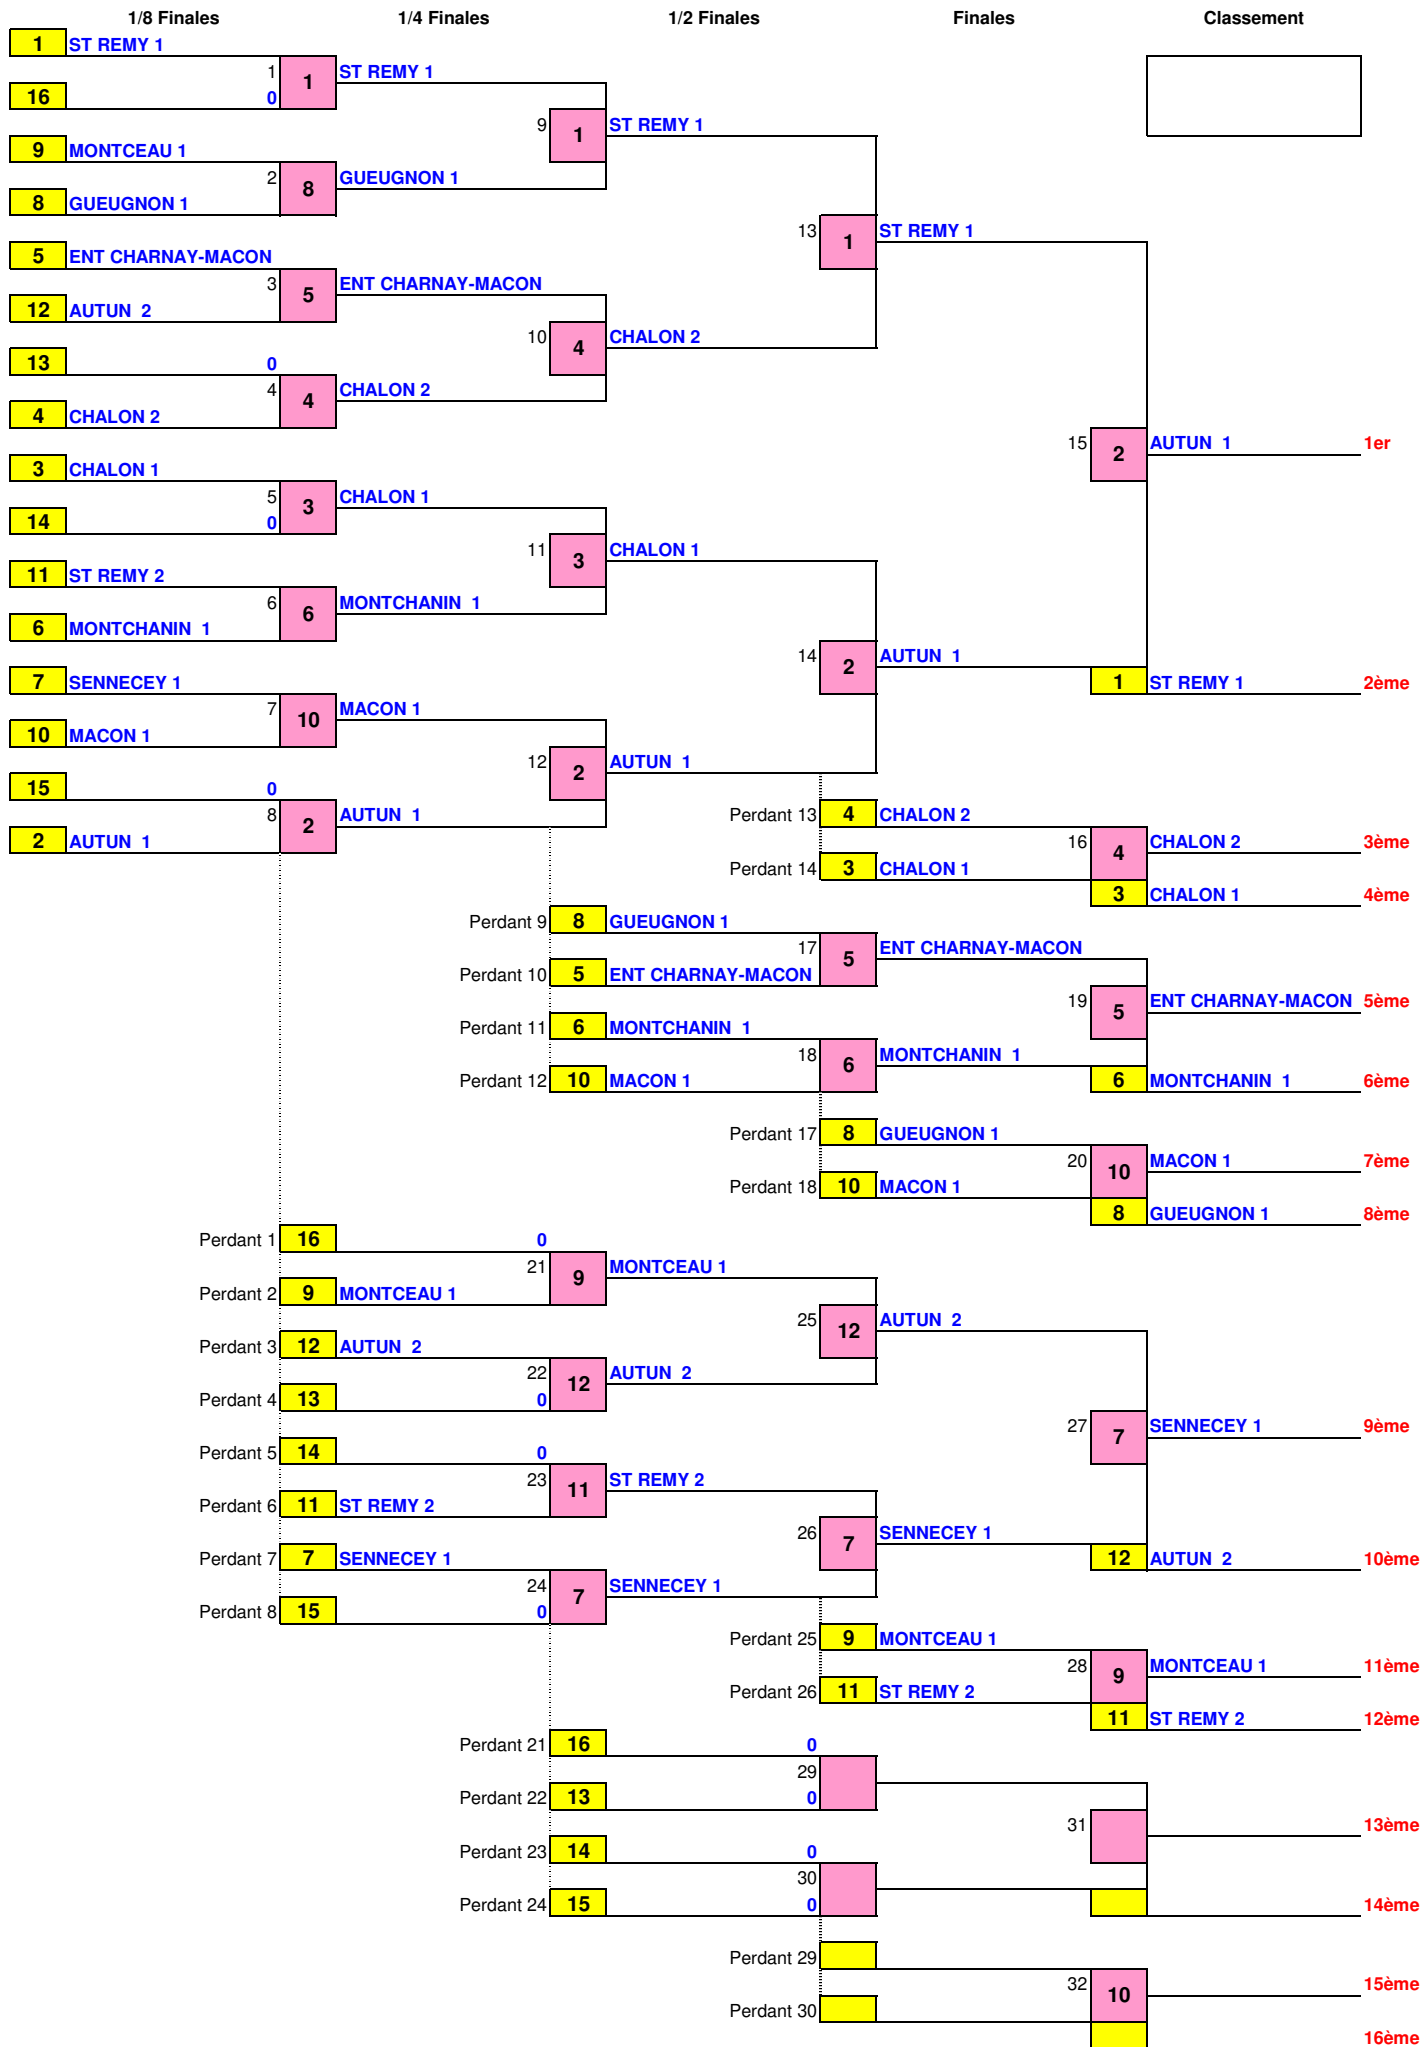 1/8 Finales 1/4 Finales 1/2 Finales Finales Classement
1 ST REMY 1
1 1 ST REMY 1
16 0
9 1 ST REMY 1
9 MONTCEAU 1
2 8 GUEUGNON 1
8 GUEUGNON 1
13 1 ST REMY 1
5 ENT CHARNAY-MACON
3 5 ENT CHARNAY-MACON
12 AUTUN 2
10 4 CHALON 2
13 0
4 4 CHALON 2
4 CHALON 2
15 2 AUTUN 1 1er
3 CHALON 1
5 3 CHALON 1
14 0
11 3 CHALON 1
11 ST REMY 2
6 6 MONTCHANIN 1
6 MONTCHANIN 1
14 2 AUTUN 1
7 SENNECEY 1 1 ST REMY 1 2ème
7 10 MACON 1
10 MACON 1
12 2 AUTUN 1
15 0
8 2 AUTUN 1 Perdant 13 4 CHALON 2
2 AUTUN 1 16 4 CHALON 2 3ème
Perdant 14 3 CHALON 1
3 CHALON 1 4ème
Perdant 9 8 GUEUGNON 1
17 5 ENT CHARNAY-MACON
Perdant 10 5 ENT CHARNAY-MACON
19 5 ENT CHARNAY-MACON 5ème
Perdant 11 6 MONTCHANIN 1
18 6 MONTCHANIN 1
Perdant 12 10 MACON 1 6 MONTCHANIN 1 6ème
Perdant 17 8 GUEUGNON 1
20 10 MACON 1 7ème
Perdant 18 10 MACON 1
8 GUEUGNON 1 8ème
Perdant 1 16 0
21 9 MONTCEAU 1
Perdant 2 9 MONTCEAU 1
25 12 AUTUN 2
Perdant 3 12 AUTUN 2
22 12 AUTUN 2
Perdant 4 13 0
27 7 SENNECEY 1 9ème
Perdant 5 14 0
23 11 ST REMY 2
Perdant 6 11 ST REMY 2
26 7 SENNECEY 1
Perdant 7 7 SENNECEY 1 12 AUTUN 2 10ème
24 7 SENNECEY 1
Perdant 8 15 0
Perdant 25 9 MONTCEAU 1
28 9 MONTCEAU 1 11ème
Perdant 26 11 ST REMY 2
11 ST REMY 2 12ème
Perdant 21 16 0
29
Perdant 22 13 0
31 13ème
Perdant 23 14 0
30
Perdant 24 15 0 14ème
Perdant 29
32 10 15ème
Perdant 30
16ème